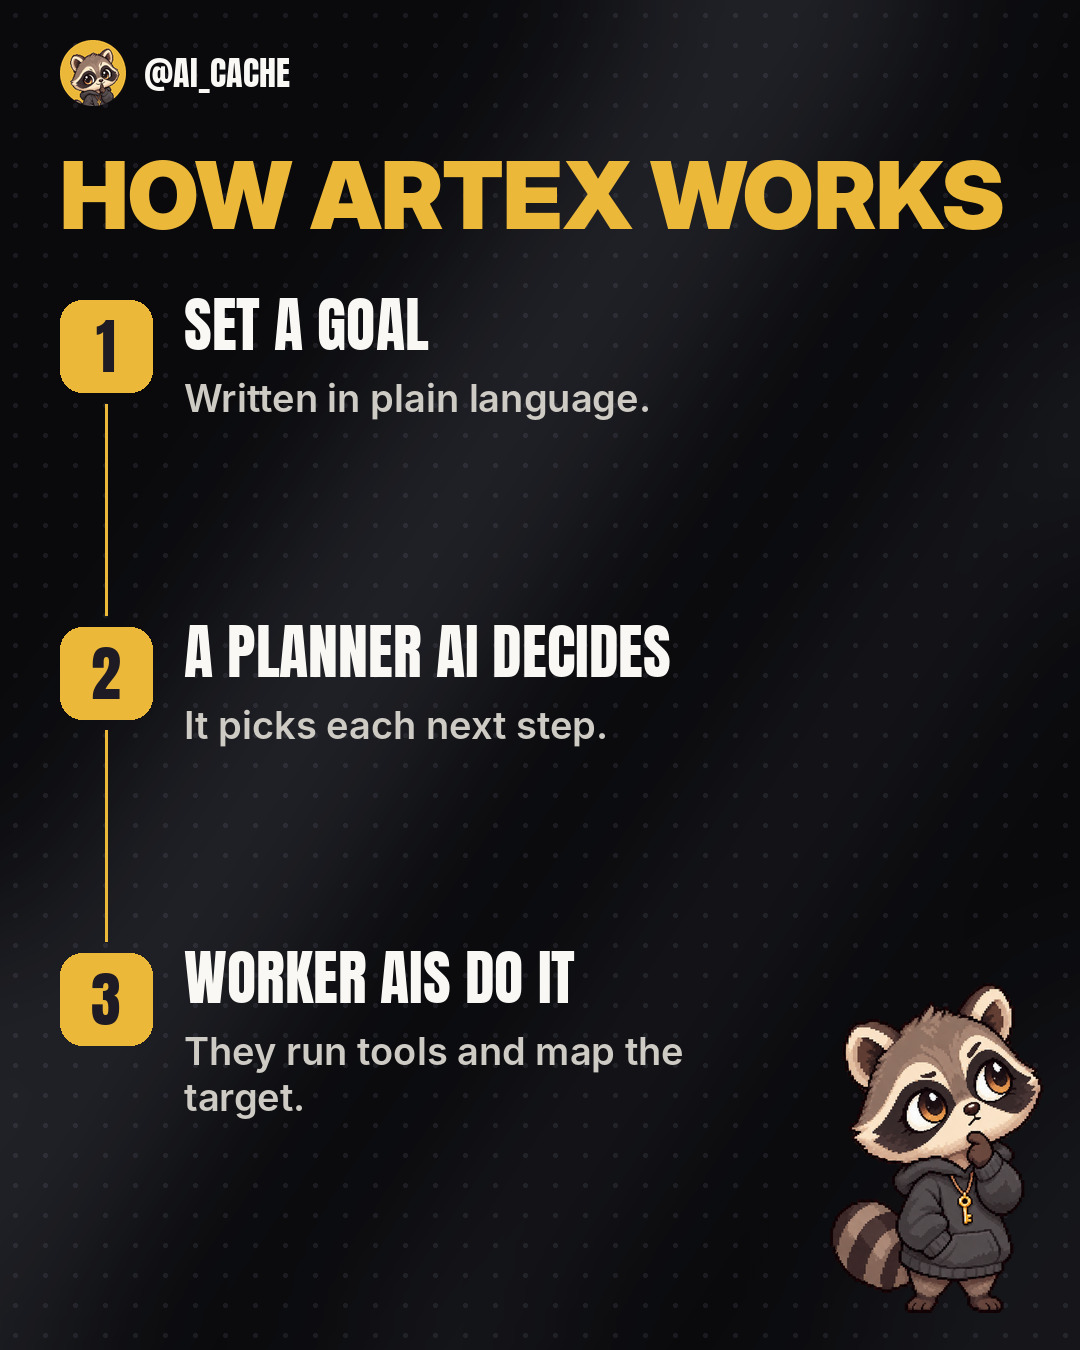 @AI_CACHE
HOW ARTEX WORKS
1
SET A GOAL
Written in plain language.
2
A PLANNER AI DECIDES
It picks each next step.
3
WORKER AIS DO IT
They run tools and map the
target.